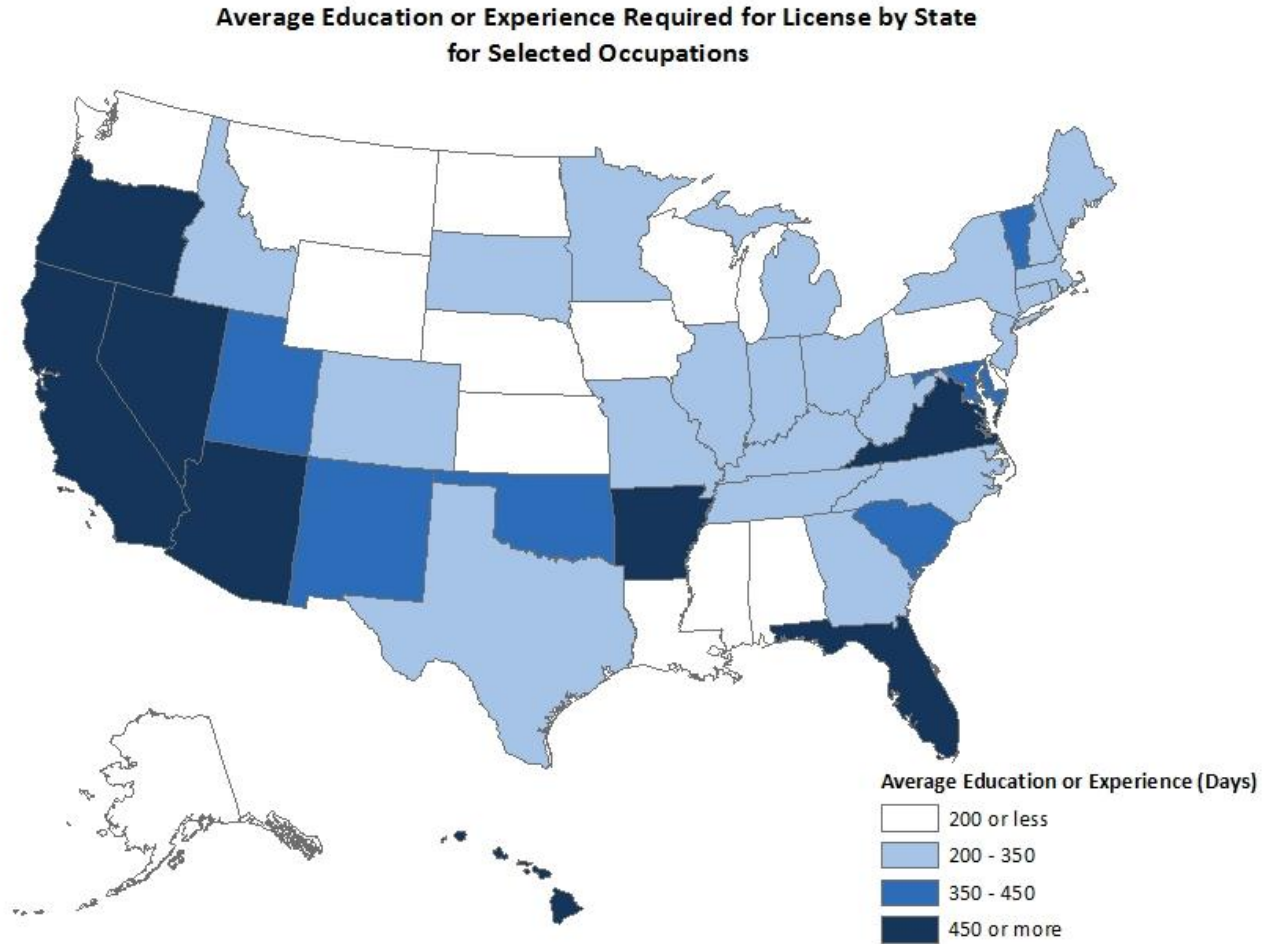 Average Education or Experience Required for License by State
for Selected Occupations
Average Education or Experience (Days)
200 or less
200 - 350
350 - 450
450 or more